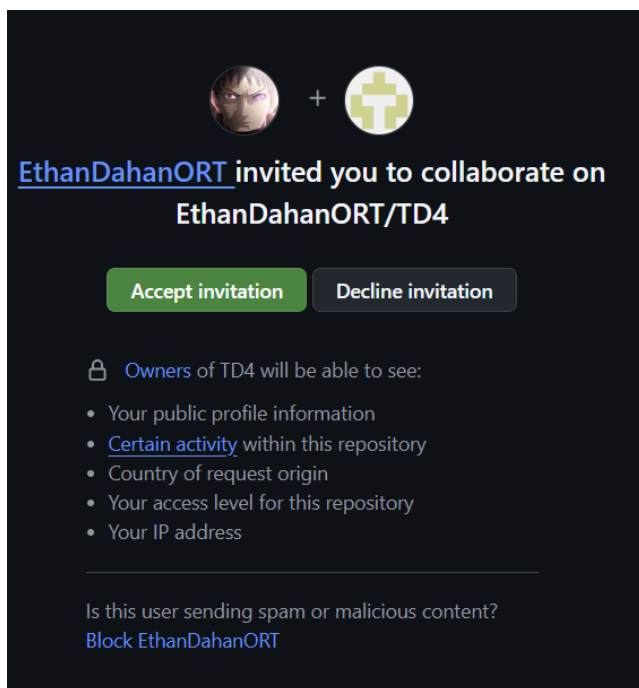 EthanDahanORT invited you to collaborate on
EthanDahanORT/TD4
Accept invitation
Decline invitation
Owners of TD4 will be able to see:
• Your public profile information
• Certain activity within this repository
• Country of request origin
• Your access level for this repository
• Your IP address
Is this user sending spam or malicious content?
Block EthanDahanORT